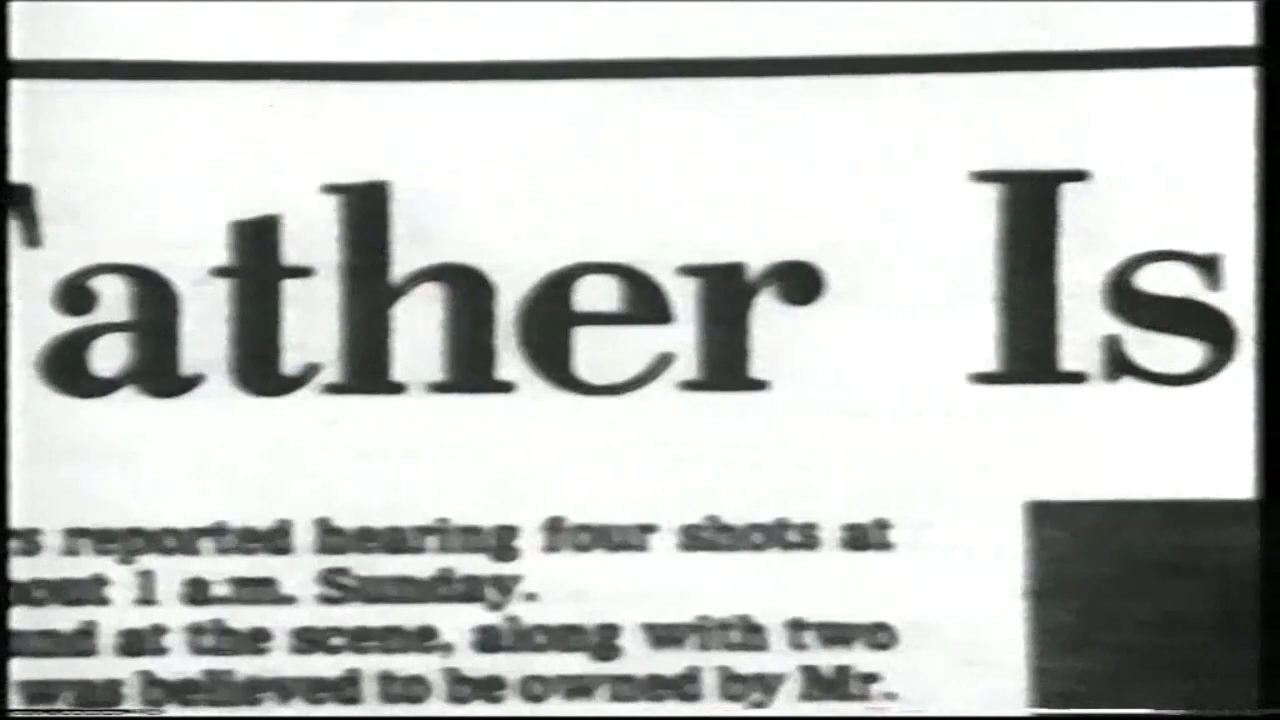 ather Is
s reported hearing four shots at
out 1 a.m. Sunday.
und at the scene, along with two
was believed to be owned by Mr.